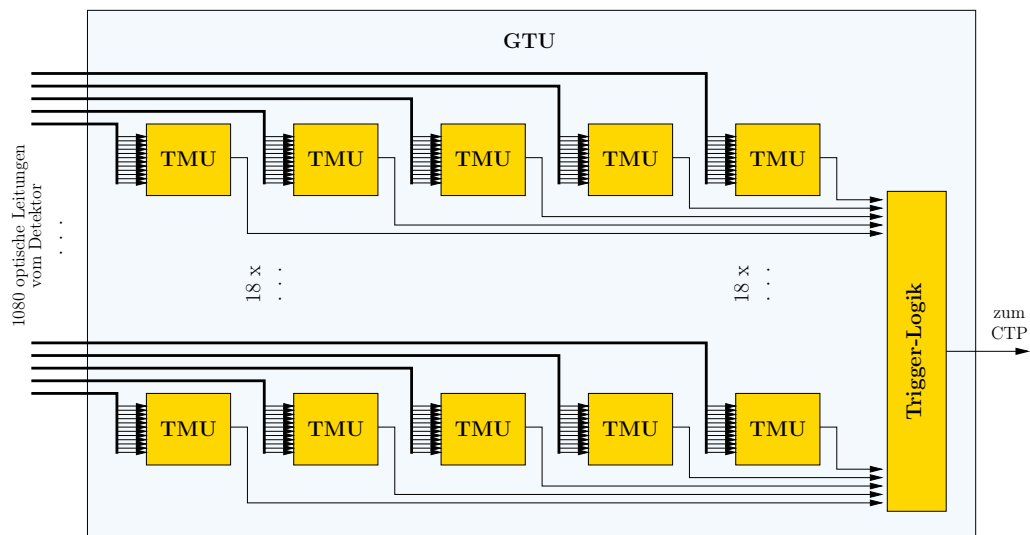 GTU
TMU TMU TMU TMU TMU
1080 optische Leitungen
vom Detektor
. . .
18 x
. . .
18 x
. . .
Trigger-Logik
zum
CTP
TMU TMU TMU TMU TMU